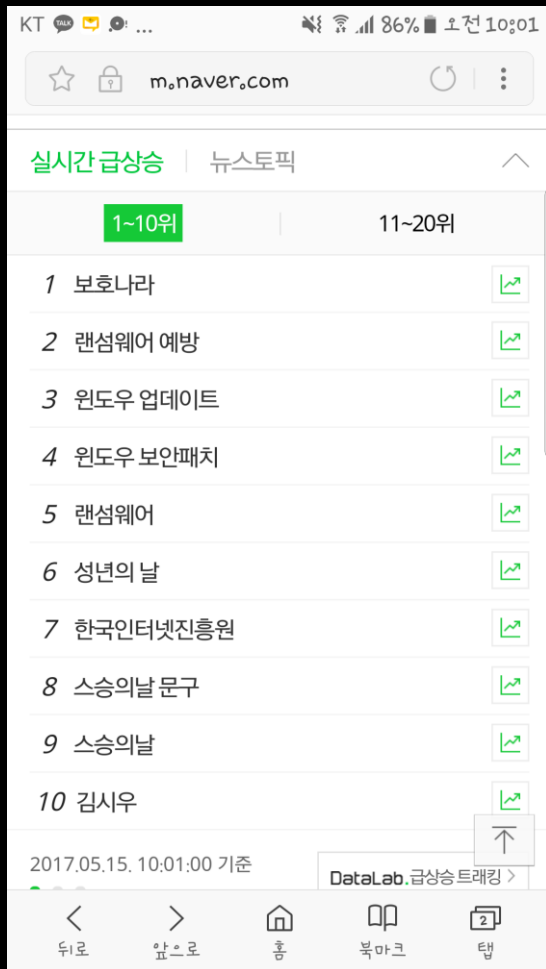 KT TALK ... 86% 오전 10:01
m.naver.com
실시간 급상승 뉴스토픽
1~10위 11~20위
1 보호나라
2 랜섬웨어 예방
3 윈도우 업데이트
4 윈도우 보안패치
5 랜섬웨어
6 성년의 날
7 한국인터넷진흥원
8 스승의날 문구
9 스승의날
10 김시우
2017.05.15. 10:01:00 기준
DataLab. 급상승 트래킹 >
2
뒤로 앞으로 홈 북마크 탭